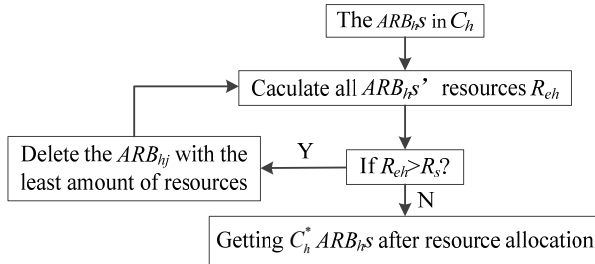 The ARBhs in Ch
Caculate all ARBhs’ resources Reh
Delete the ARBhj with the
least amount of resources
Y
If Reh>Rs?
N
Getting C*h ARBhs after resource allocation